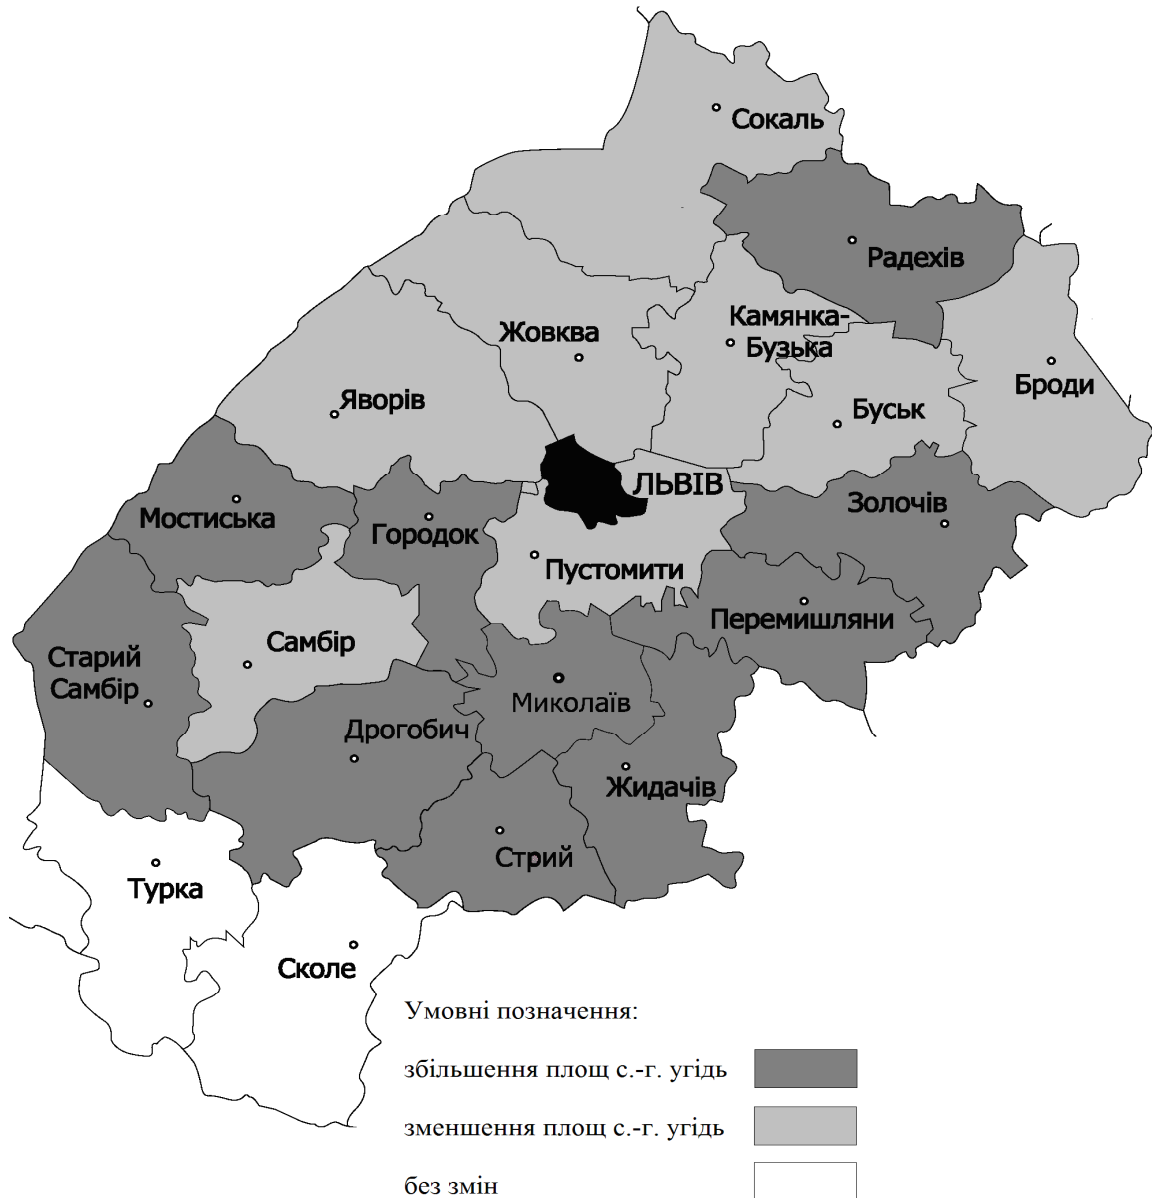 Сокаль
Радехів
Камянка-
Бузька
Жовква
Броди
Яворів
Буськ
ЛЬВІВ
Золочів
Мостиська
Городок
Пустомити
Перемишляни
Самбір
Старий
Самбір
Миколаїв
Дрогобич
Жидачів
Стрий
Турка
Сколе
Умовні позначення:
збільшення площ с.-г. угідь
зменшення площ с.-г. угідь
без змін